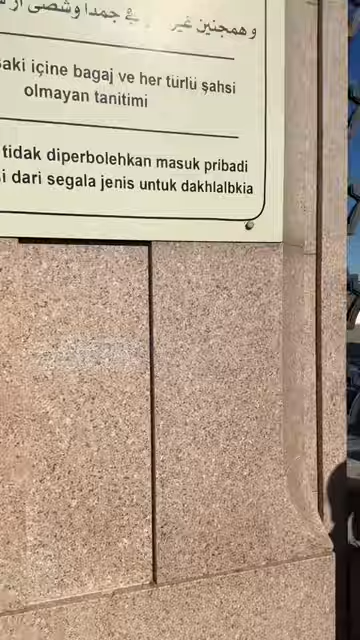 وهمجنين غير
aki içine bagaj ve her türlü şahsi
olmayan tanitimi
tidak diperbolehkan masuk pribadi
i dari segala jenis untuk dakhlalbkia